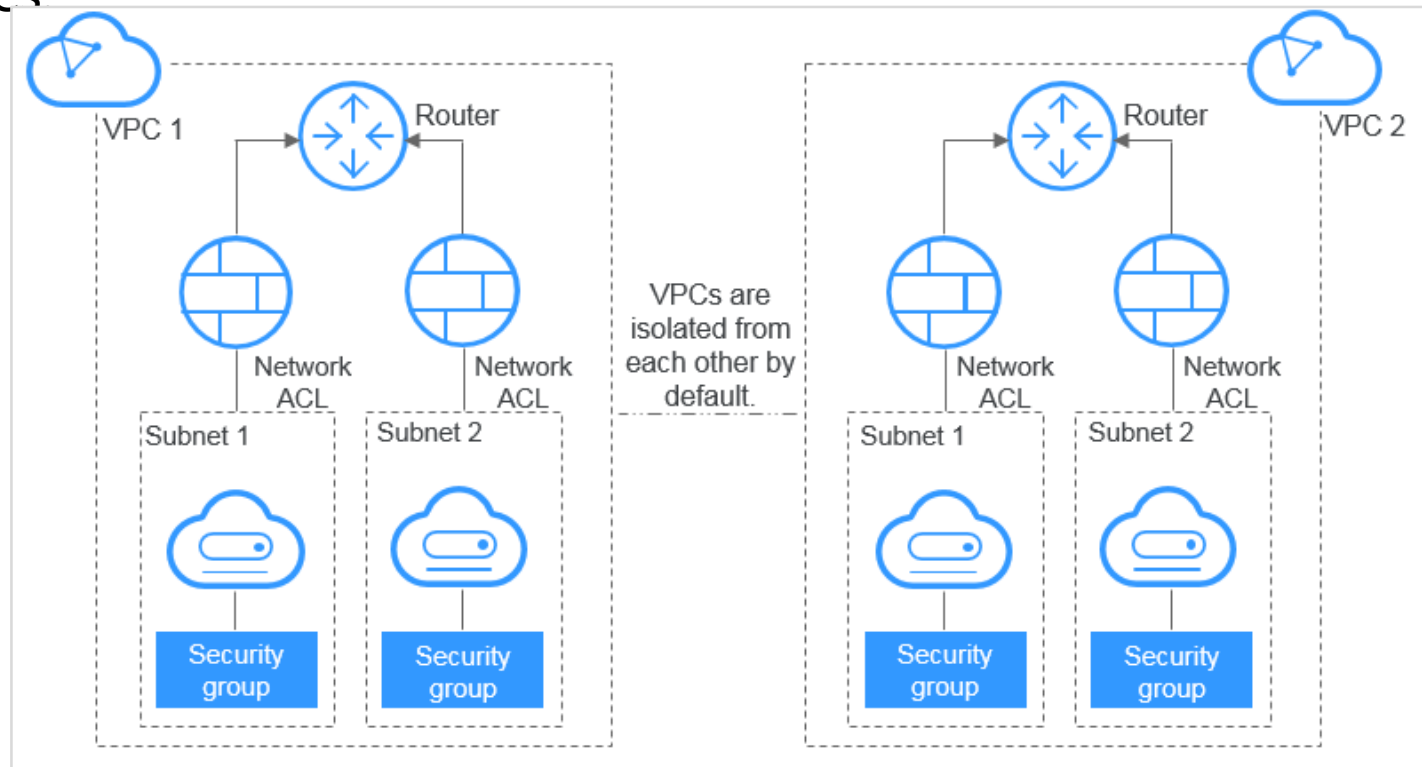 VPC 1
Router
Network
ACL
Network
ACL
Subnet 1
Subnet 2
Security
group
Security
group
VPCs are
isolated from
each other by
default.
VPC 2
Router
Network
ACL
Network
ACL
Subnet 1
Subnet 2
Security
group
Security
group